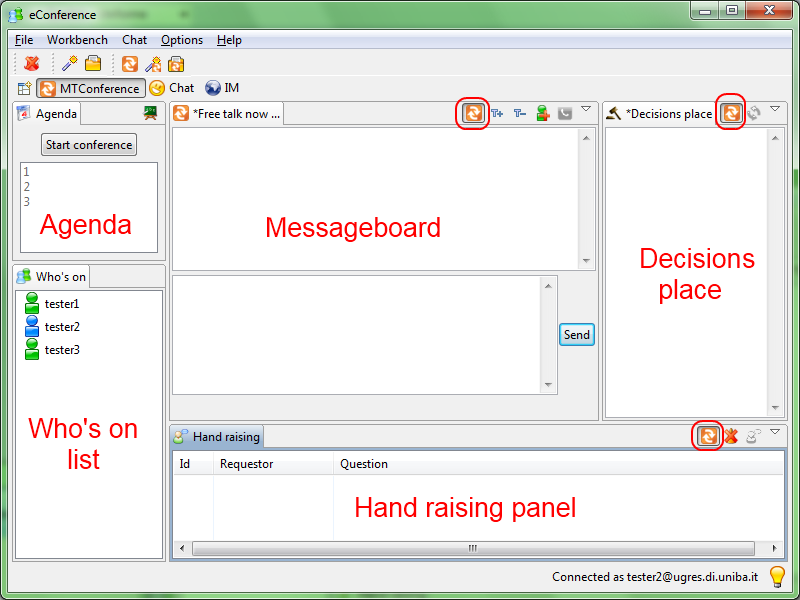 eConference
File Workbench Chat Options Help
MTConference Chat IM
Agenda
Start conference
1
2
3
Agenda
*Free talk now ...
T+ T-
Messageboard
Send
*Decisions place
Decisions
place
Who's on
tester1
tester2
tester3
Who's on
list
Hand raising
Id Requestor Question
Hand raising panel
Connected as tester2@ugres.di.uniba.it